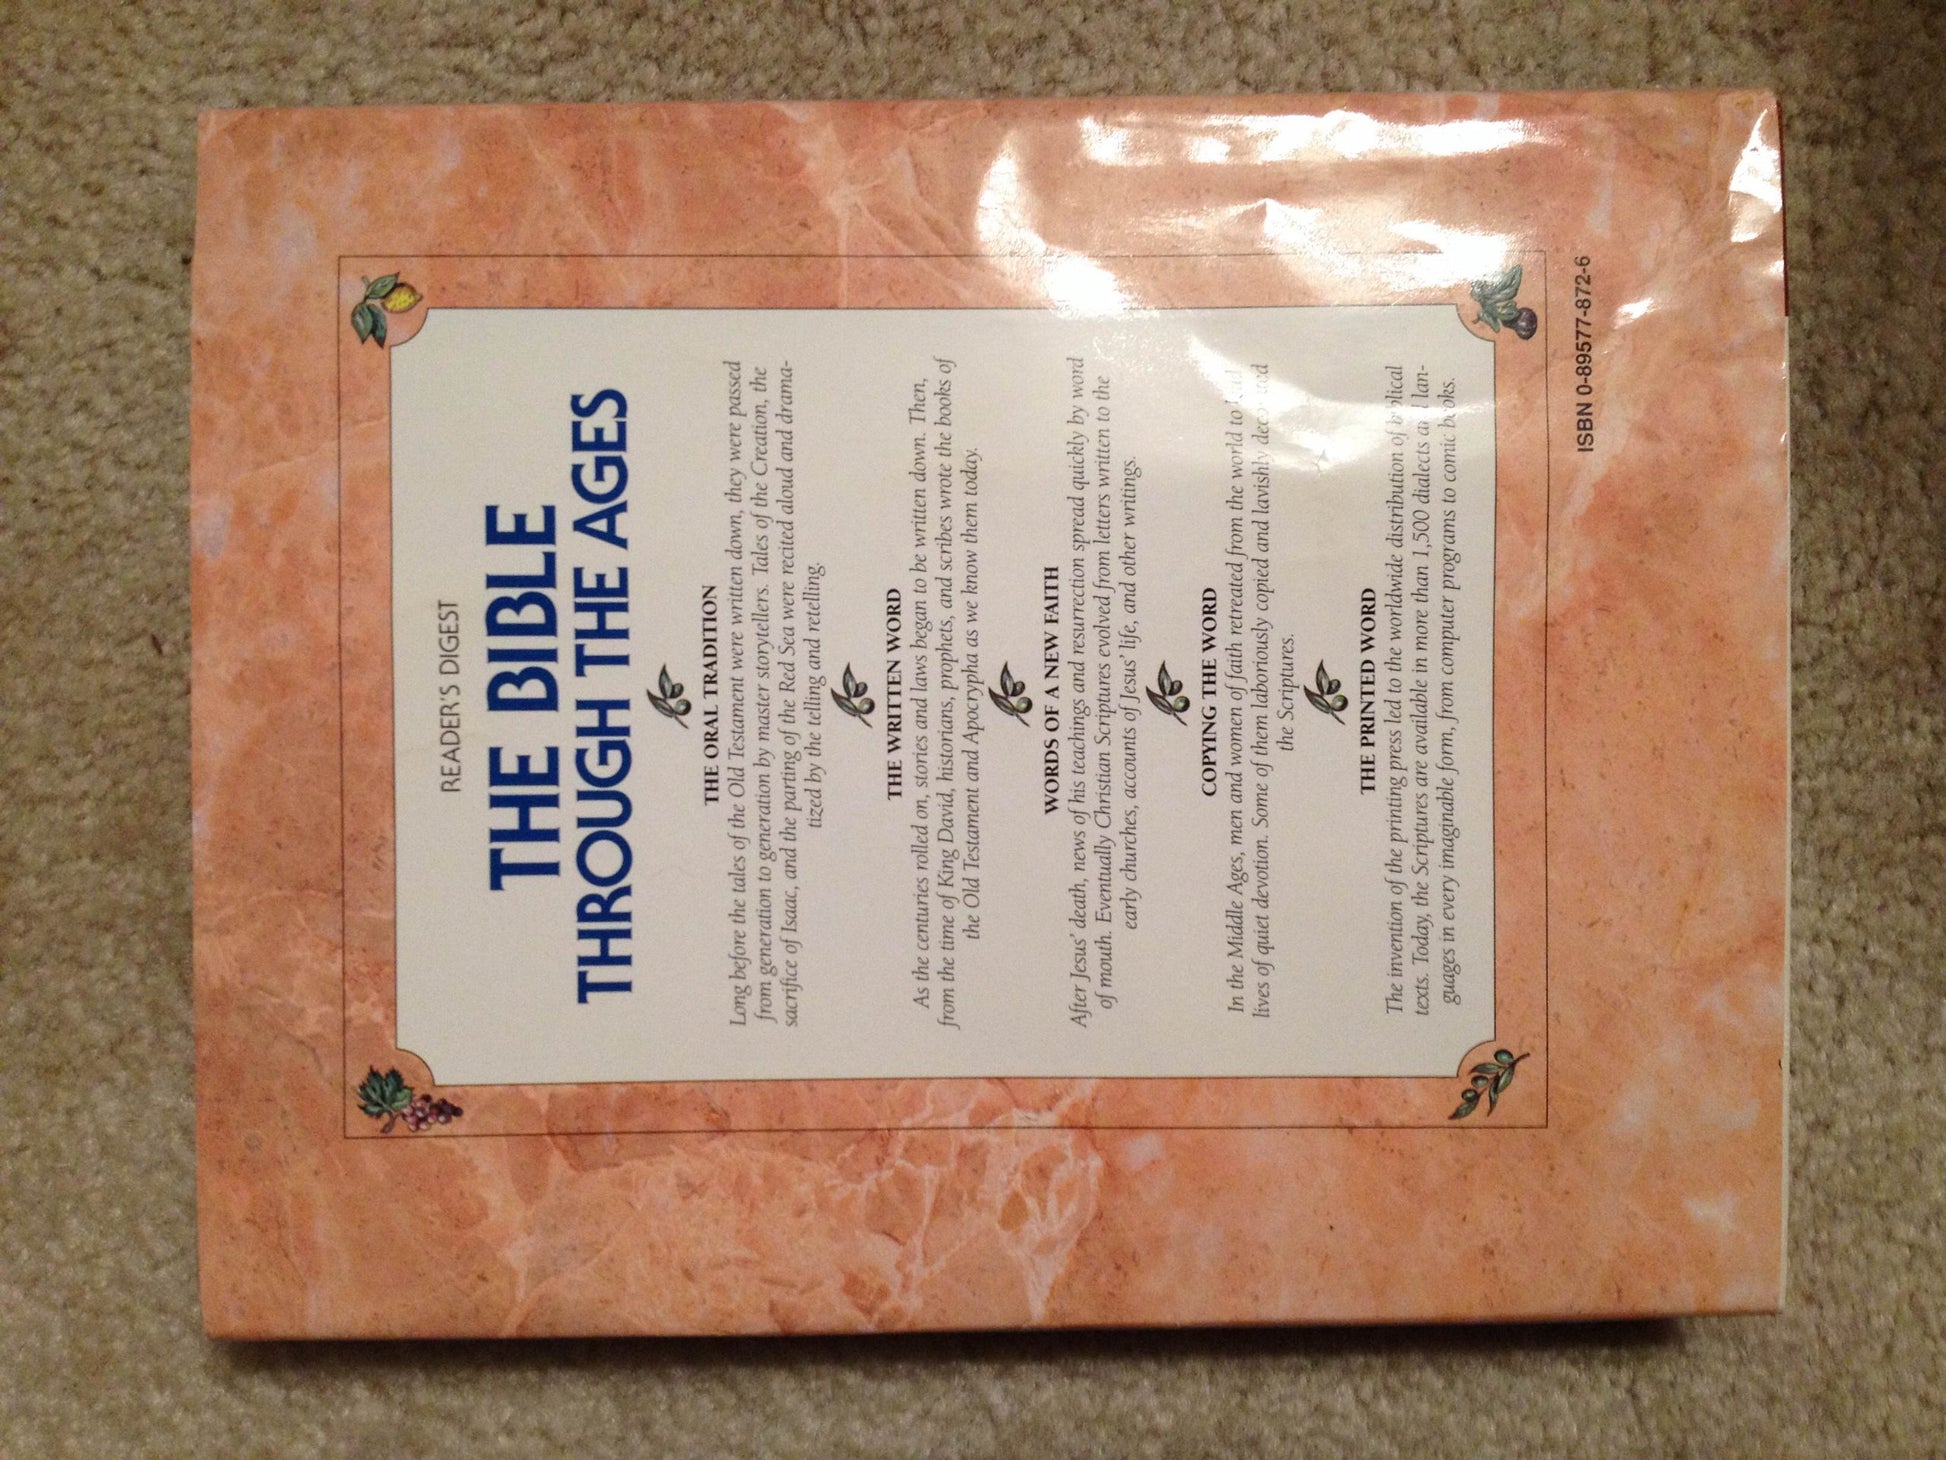 READER'S DIGEST
THE BIBLE
THROUGH THE AGES
THE ORAL TRADITION
Long before the tales of the Old Testament were written down, they were passed
from generation to generation by master storytellers. Tales of the Creation, the
sacrifice of Isaac, and the parting of the Red Sea were recited aloud and drama-
tized by the telling and retelling.
THE WRITTEN WORD
As the centuries rolled on, stories and laws began to be written down. Then,
from the time of King David, historians, prophets, and scribes wrote the books of
the Old Testament and Apocrypha as we know them today.
WORDS OF A NEW FAITH
After Jesus' death, news of his teachings and resurrection spread quickly by word
of mouth. Eventually Christian Scriptures evolved from letters written to the
early churches, accounts of Jesus' life, and other writings.
COPYING THE WORD
In the Middle Ages, men and women of faith retreated from the world to lead
lives of quiet devotion. Some of them laboriously copied and lavishly
the Scriptures.
THE PRINTED WORD
The invention of the printing press led to the worldwide distribution of biblical
texts. Today, the Scriptures are available in more than 1,500 dialects and lan-
guages in every imaginable form, from computer programs to comic books.
ISBN 0-89577-872-6